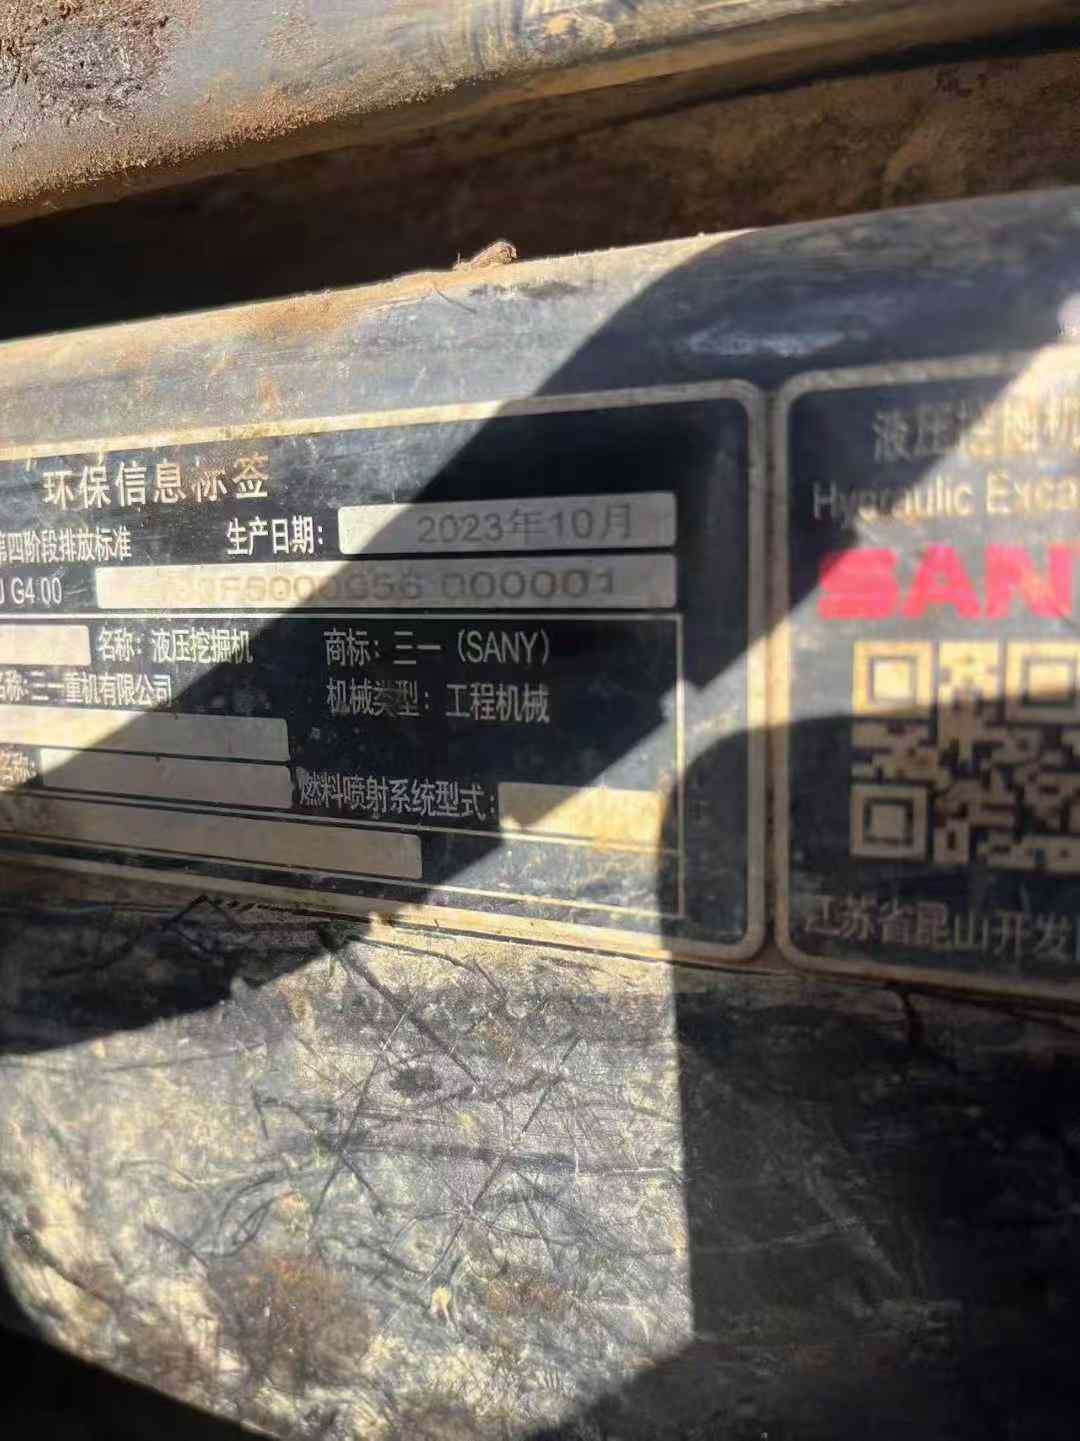 环保信息标签
第四阶段排放标准 生产日期: 2023年10月
G4 00 000001
名称: 液压挖掘机 商标: 三一 (SANY)
名称: 三一重机有限公司 机械类型: 工程机械
名称:
燃料喷射系统型式:
液压挖掘机
Hydraulic Exca
SAN
江苏省昆山开发